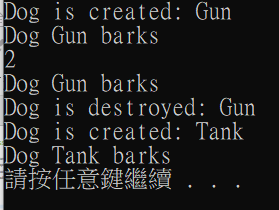 Dog is created: Gun
Dog Gun barks
2
Dog Gun barks
Dog is destroyed: Gun
Dog is created: Tank
Dog Tank barks
請按任意鍵繼續 . . .